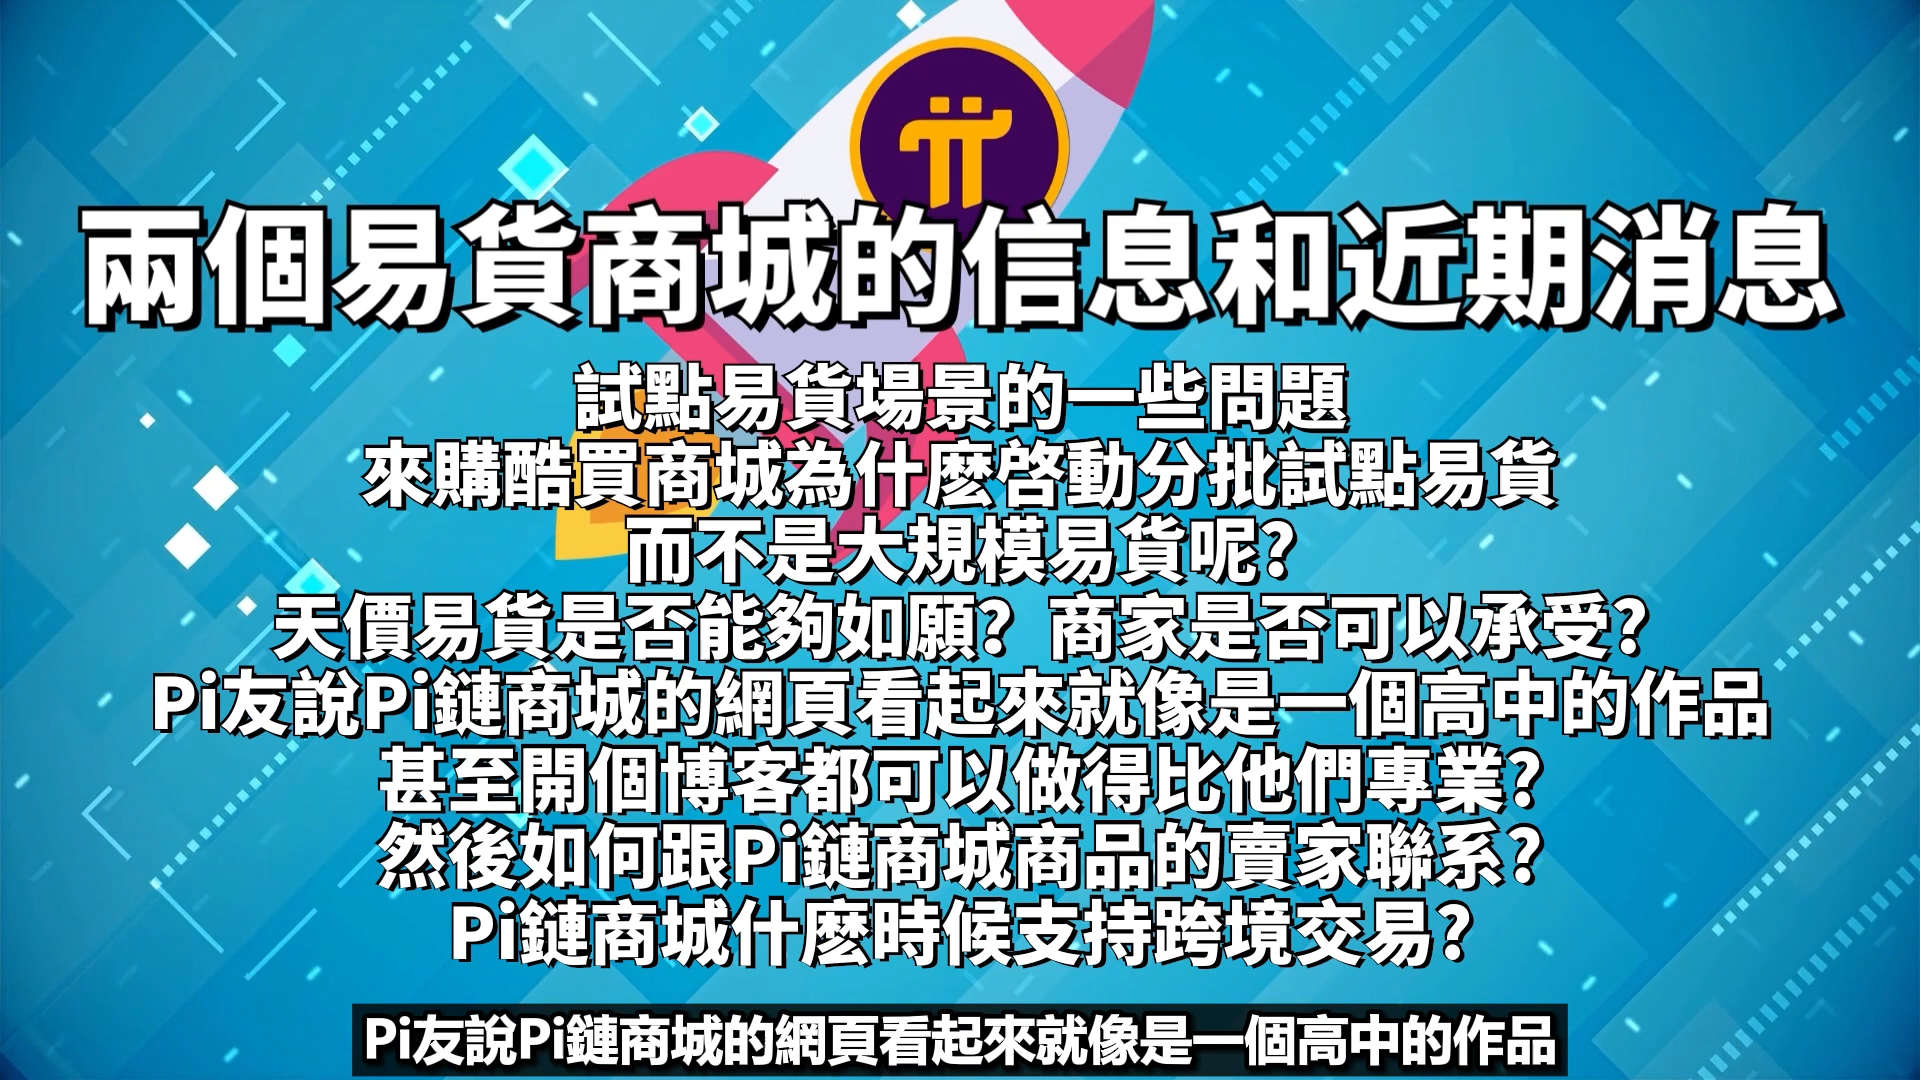 兩個易貨商城的信息和近期消息
試點易貨場景的一些問題
來購酷買商城為什麽啓動分批試點易貨
而不是大規模易貨呢？
天價易貨是否能夠如願？商家是否可以承受？
Pi友說Pi鏈商城的網頁看起來就像是一個高中的作品
甚至開個博客都可以做得比他們專業？
然後如何跟Pi鏈商城商品的賣家聯系？
Pi鏈商城什麽時候支持跨境交易？
Pi友說Pi鏈商城的網頁看起來就像是一個高中的作品